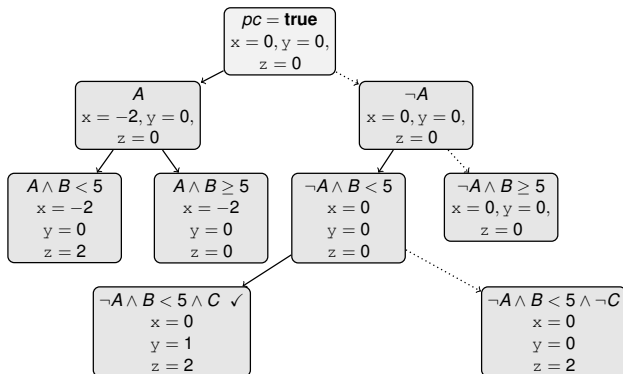 pc = true
x = 0, y = 0,
z = 0
A
x = −2, y = 0,
z = 0
¬A
x = 0, y = 0,
z = 0
A ∧ B < 5
x = −2
y = 0
z = 2
A ∧ B ≥ 5
x = −2
y = 0
z = 0
¬A ∧ B < 5
x = 0
y = 0
z = 0
¬A ∧ B ≥ 5
x = 0, y = 0,
z = 0
¬A ∧ B < 5 ∧ C ✓
x = 0
y = 1
z = 2
¬A ∧ B < 5 ∧ ¬C
x = 0
y = 0
z = 2